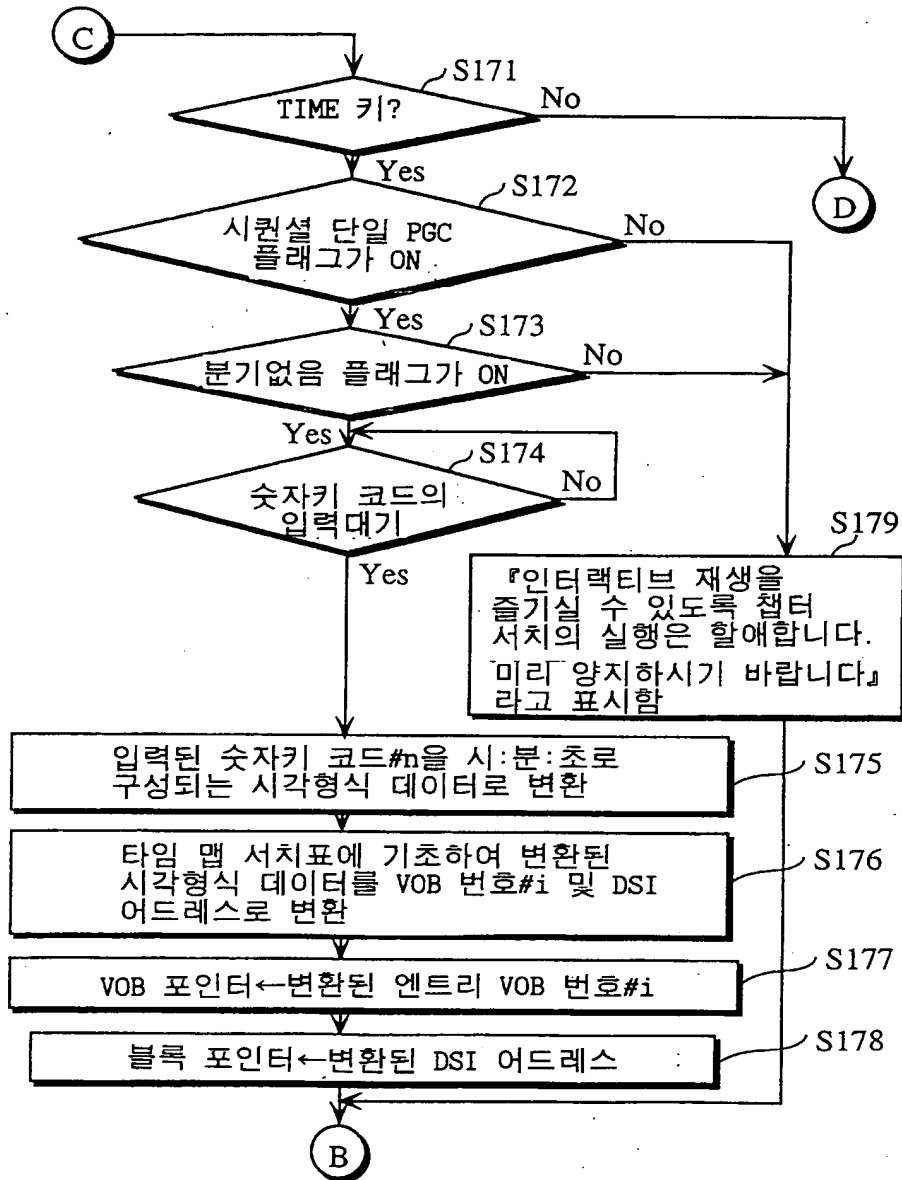 C
S171
TIME 키?
No
Yes
S172
D
시퀀셜 단일 PGC
플래그가 ON
No
Yes
S173
분기없음 플래그가 ON
No
Yes
S174
숫자키 코드의
입력대기
No
Yes
S179
『인터랙티브 재생을
즐기실 수 있도록 챕터
서치의 실행은 할애합니다.
미리 양지하시기 바랍니다』
라고 표시함
입력된 숫자키 코드#n을 시:분:초로
구성되는 시각형식 데이터로 변환
S175
타임 맵 서치표에 기초하여 변환된
시각형식 데이터를 VOB 번호#i 및 DSI
어드레스로 변환
S176
VOB 포인터←변환된 엔트리 VOB 번호#i
S177
블록 포인터←변환된 DSI 어드레스
S178
B